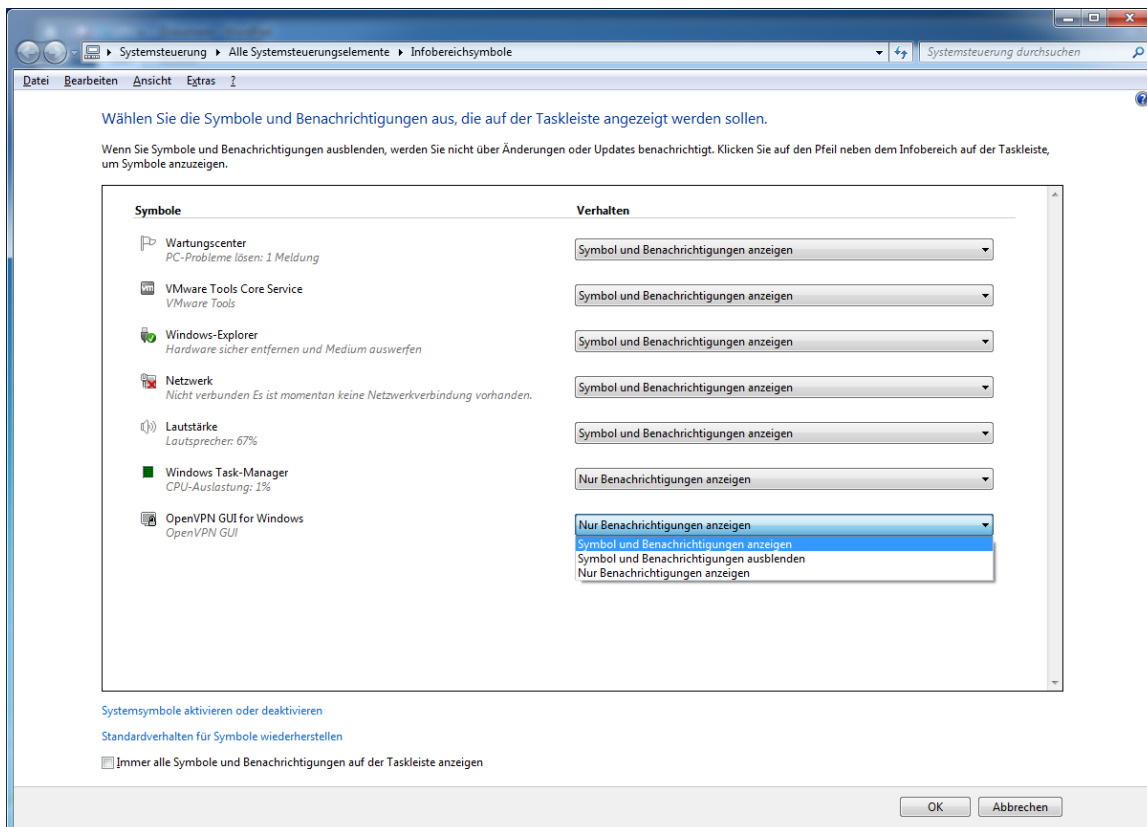 Systemsteuerung Alle Systemsteuerungselemente Infobereichsymbole Systemsteuerung durchsuchen
Datei Bearbeiten Ansicht Extras ?
Wählen Sie die Symbole und Benachrichtigungen aus, die auf der Taskleiste angezeigt werden sollen.
Wenn Sie Symbole und Benachrichtigungen ausblenden, werden Sie nicht über Änderungen oder Updates benachrichtigt. Klicken Sie auf den Pfeil neben dem Infobereich auf der Taskleiste,
um Symbole anzuzeigen.
Symbole Verhalten
Wartungscenter
PC-Probleme lösen: 1 Meldung
Symbol und Benachrichtigungen anzeigen
VMware Tools Core Service
VMware Tools
Symbol und Benachrichtigungen anzeigen
Windows-Explorer
Hardware sicher entfernen und Medium auswerfen
Symbol und Benachrichtigungen anzeigen
Netzwerk
Nicht verbunden Es ist momentan keine Netzwerkverbindung vorhanden.
Symbol und Benachrichtigungen anzeigen
Lautstärke
Lautsprecher: 67%
Symbol und Benachrichtigungen anzeigen
Windows Task-Manager
CPU-Auslastung: 1%
Nur Benachrichtigungen anzeigen
OpenVPN GUI for Windows
OpenVPN GUI
Nur Benachrichtigungen anzeigen
Symbol und Benachrichtigungen anzeigen
Symbol und Benachrichtigungen ausblenden
Nur Benachrichtigungen anzeigen
Systemsymbole aktivieren oder deaktivieren
Standardverhalten für Symbole wiederherstellen
Immer alle Symbole und Benachrichtigungen auf der Taskleiste anzeigen
OK Abbrechen